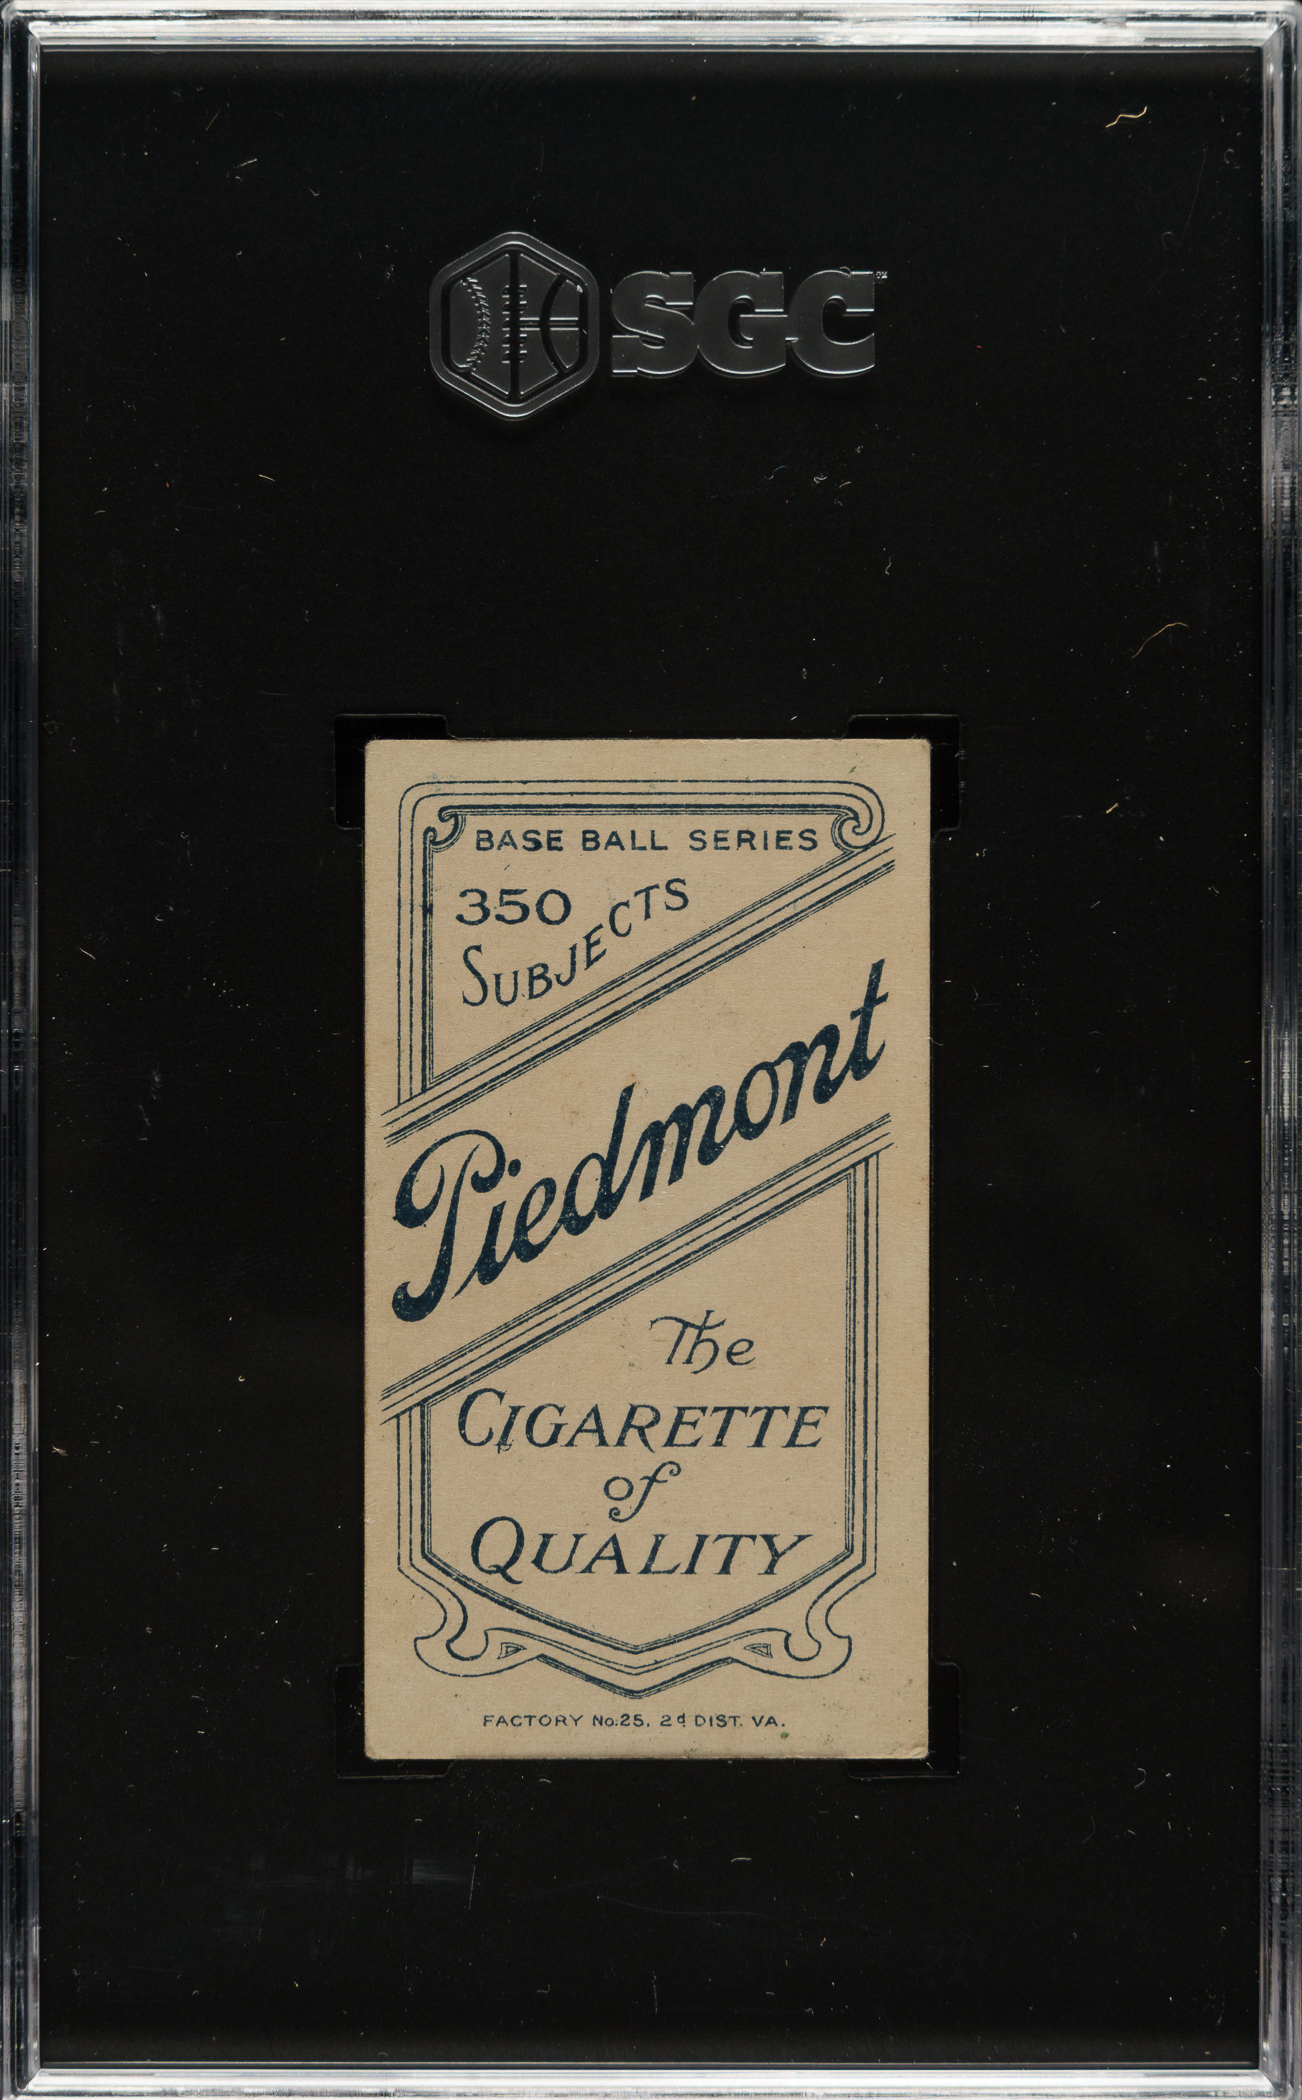 SGC
BASE BALL SERIES
350
SUBJECTS
Piedmont
The
CIGARETTE
of
QUALITY
FACTORY No. 25, 2d DIST. VA.